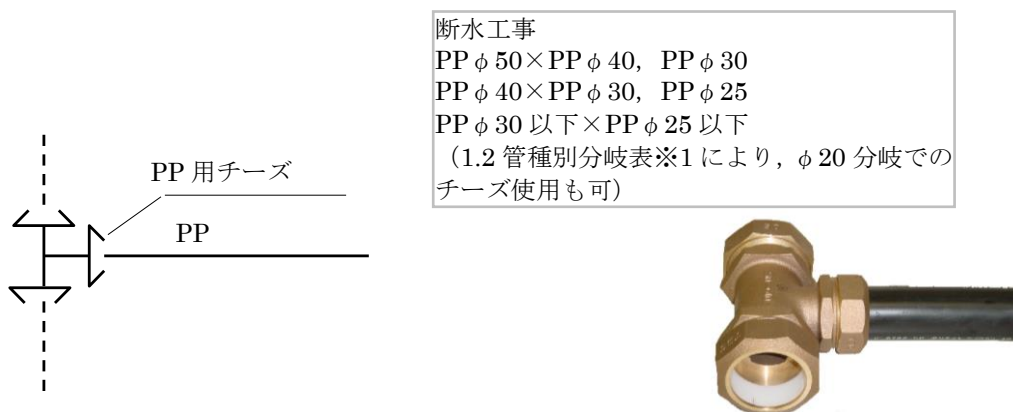 断水工事
PPφ50×PPφ40，PPφ30
PPφ40×PPφ30，PPφ25
PPφ30以下×PPφ25以下
（1.2 管種別分岐表※1により，φ20分岐での
チーズ使用も可）
PP用チーズ
PP